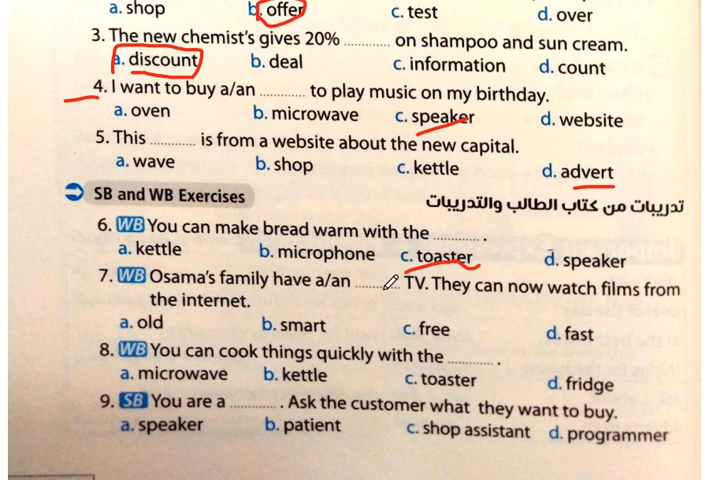 a. shop b. offer c. test d. over
3. The new chemist's gives 20% ............ on shampoo and sun cream.
a. discount b. deal c. information d. count
4. I want to buy a/an ............ to play music on my birthday.
a. oven b. microwave c. speaker d. website
5. This ............ is from a website about the new capital.
a. wave b. shop c. kettle d. advert
SB and WB Exercises تدريبات من كتاب الطالب والتدريبات
6. WB You can make bread warm with the ............ .
a. kettle b. microphone c. toaster d. speaker
7. WB Osama's family have a/an ............ TV. They can now watch films from
the internet.
a. old b. smart c. free d. fast
8. WB You can cook things quickly with the ............ .
a. microwave b. kettle c. toaster d. fridge
9. SB You are a ............ . Ask the customer what they want to buy.
a. speaker b. patient c. shop assistant d. programmer